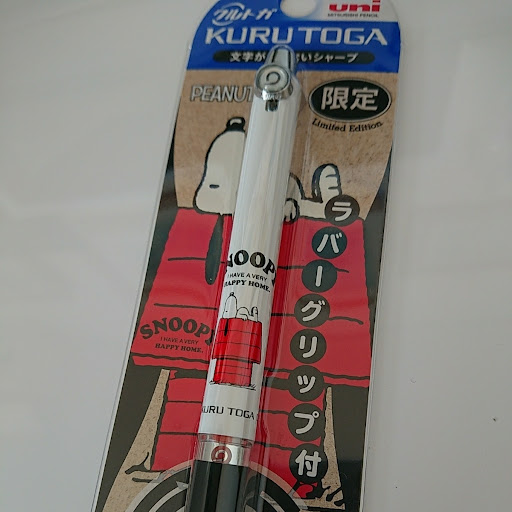 クルトガ
uni
MITSUBISHI PENCIL
KURU TOGA
文字が
いシャープ
PEANUT
限定
Limited Edition
ラバーグリップ付
SNOOPY
I HAVE A VERY
HAPPY HOME.
SNOOPY
I HAVE A VERY
HAPPY HOME.
KURU TOGA